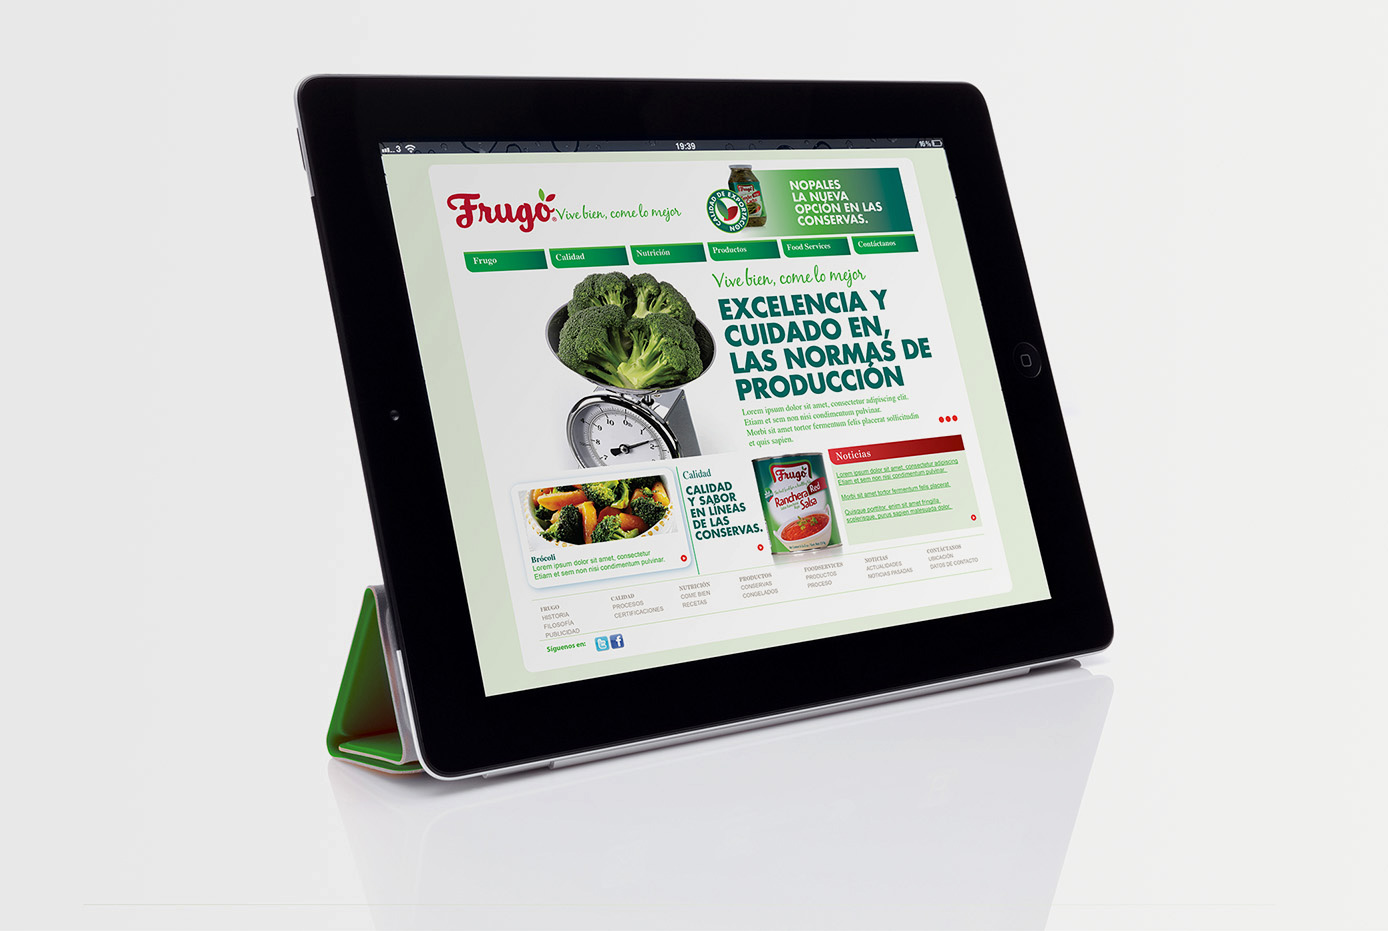 3
19:39
16%
Frugo®
Vive bien, come lo mejor
CALIDAD DE EXPORTACIÓN
Frugo
NOPALES
LA NUEVA
OPCIÓN EN LAS
CONSERVAS.
Frugo
Calidad
Nutrición
Productos
Food Services
Contáctanos
Vive bien, come lo mejor
EXCELENCIA Y
CUIDADO EN,
LAS NORMAS DE
PRODUCCIÓN
Lorem ipsum dolor sit amet, consectetur adipiscing elit.
Etiam et sem non nisi condimentum pulvinar.
Morbi sit amet tortor fermentum felis placerat sollicitudin
et quis sapien.
Brócoli
Lorem ipsum dolor sit amet, consectetur
Etiam et sem non nisi condimentum pulvinar.
Calidad
CALIDAD
Y SABOR
EN LÍNEAS
DE LAS
CONSERVAS.
Frugo
Ranchera Red
Salsa
Noticias
Lorem ipsum dolor sit amet, consectetur adipiscing
Etiam et sem non nisi condimentum pulvinar.
Morbi sit amet tortor fermentum felis placerat
Quisque porttitor, enim sit amet fringilla
scelerisque, purus sapien malesuada dolor,
FRUGO
HISTORIA
FILOSOFÍA
PUBLICIDAD
CALIDAD
PROCESOS
CERTIFICACIONES
NUTRICIÓN
COME BIEN
RECETAS
PRODUCTOS
CONSERVAS
CONGELADOS
FOODSERVICES
PRODUCTOS
PROCESO
NOTICIAS
ACTUALIDADES
NOTICIAS PASADAS
CONTÁCTANOS
UBICACIÓN
DATOS DE CONTACTO
Síguenos en: